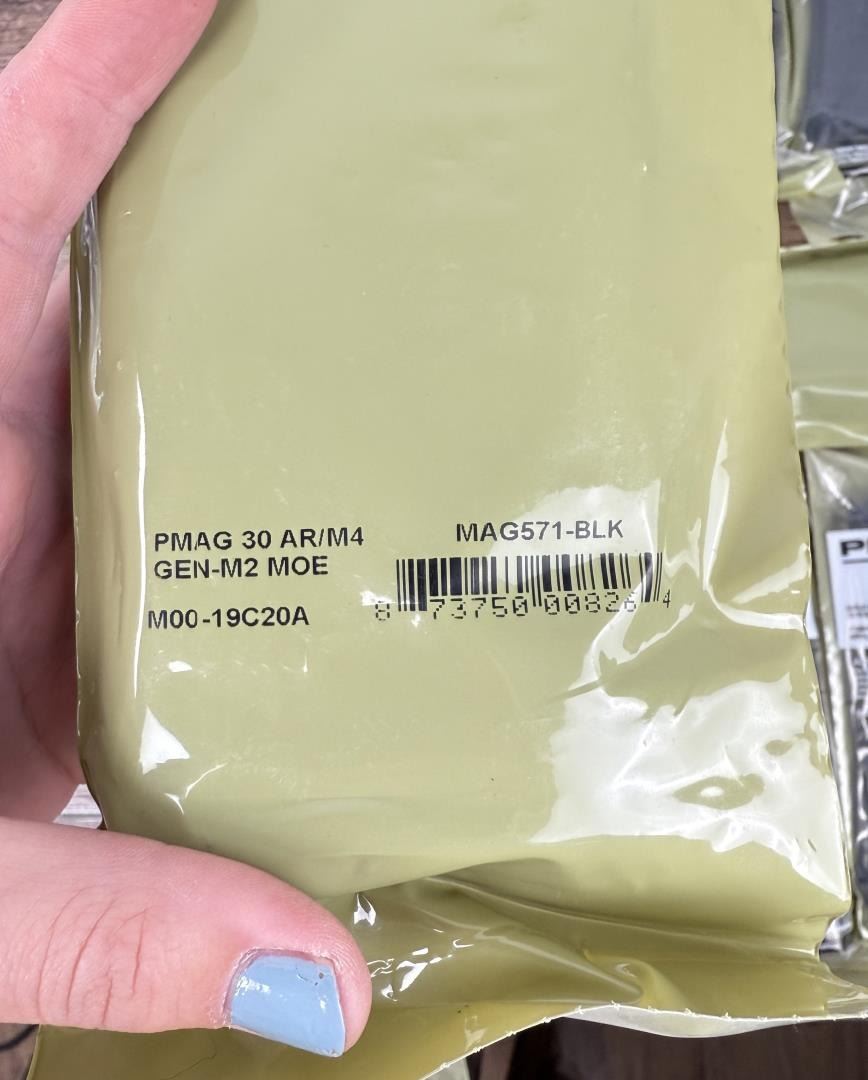 PMAG 30 AR/M4
GEN-M2 MOE
M00-19C20A
MAG571-BLK
8 73750 00826 4